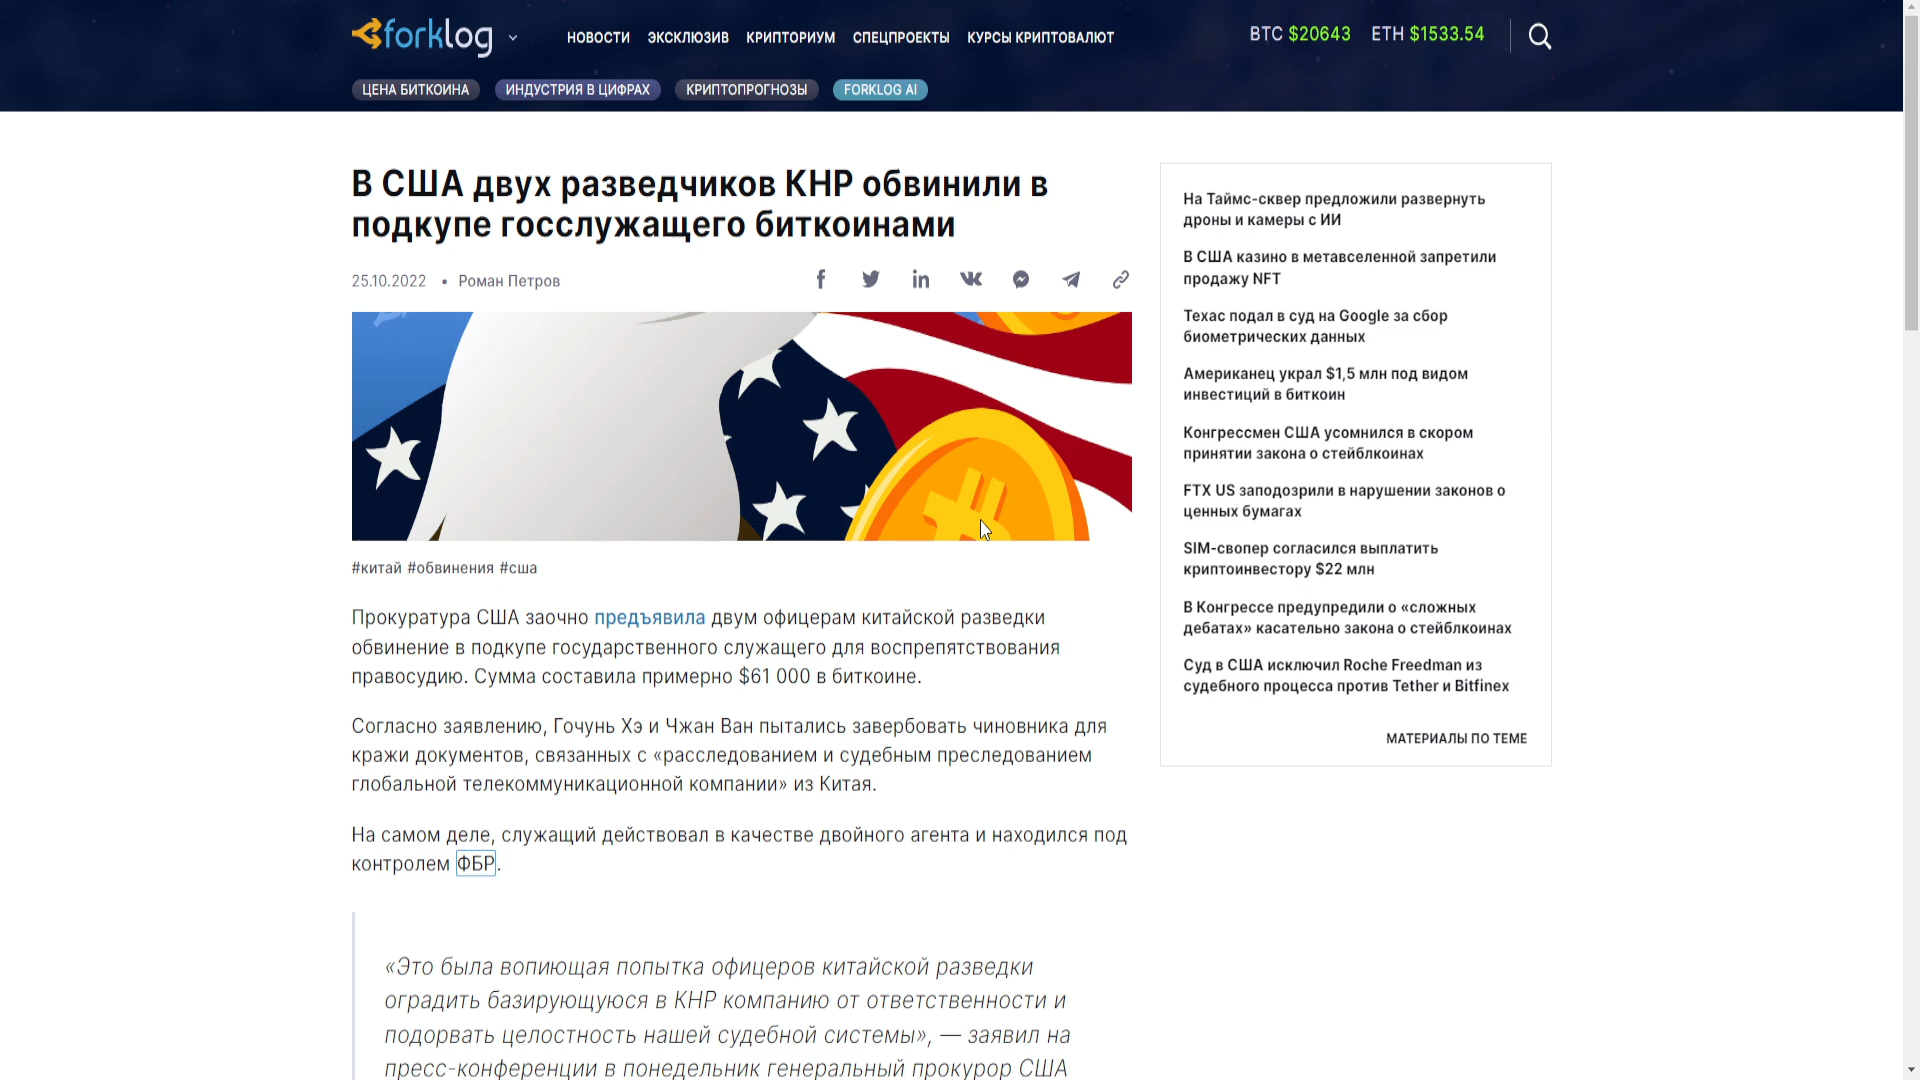 forklog
НОВОСТИ ЭКСКЛЮЗИВ КРИПТОРИУМ СПЕЦПРОЕКТЫ КУРСЫ КРИПТОВАЛЮТ
BTC $20643 ETH $1533.54
ЦЕНА БИТКОИНА ИНДУСТРИЯ В ЦИФРАХ КРИПТОПРОГНОЗЫ FORKLOG AI
В США двух разведчиков КНР обвинили в
подкупе госслужащего биткоинами
25.10.2022 • Роман Петров
#китай #обвинения #сша
Прокуратура США заочно предъявила двум офицерам китайской разведки
обвинение в подкупе государственного служащего для воспрепятствования
правосудию. Сумма составила примерно $61 000 в биткоине.
Согласно заявлению, Гочунь Хэ и Чжан Ван пытались завербовать чиновника для
кражи документов, связанных с «расследованием и судебным преследованием
глобальной телекоммуникационной компании» из Китая.
На самом деле, служащий действовал в качестве двойного агента и находился под
контролем ФБР.
«Это была вопиющая попытка офицеров китайской разведки
оградить базирующуюся в КНР компанию от ответственности и
подорвать целостность нашей судебной системы», — заявил на
пресс-конференции в понедельник генеральный прокурор США
На Таймс-сквер предложили развернуть
дроны и камеры с ИИ
В США казино в метавселенной запретили
продажу NFT
Техас подал в суд на Google за сбор
биометрических данных
Американец украл $1,5 млн под видом
инвестиций в биткоин
Конгрессмен США усомнился в скором
принятии закона о стейблкоинах
FTX US заподозрили в нарушении законов о
ценных бумагах
SIM-свопер согласился выплатить
криптоинвестору $22 млн
В Конгрессе предупредили о «сложных
дебатах» касательно закона о стейблкоинах
Суд в США исключил Roche Freedman из
судебного процесса против Tether и Bitfinex
МАТЕРИАЛЫ ПО ТЕМЕ